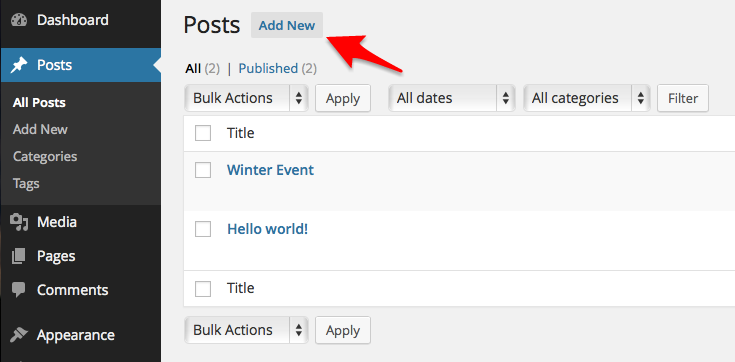 Dashboard
Posts
All Posts
Add New
Categories
Tags
Media
Pages
Comments
Appearance
Posts Add New
All (2) | Published (2)
Bulk Actions Apply All dates All categories Filter
Title
Winter Event
Hello world!
Title
Bulk Actions Apply